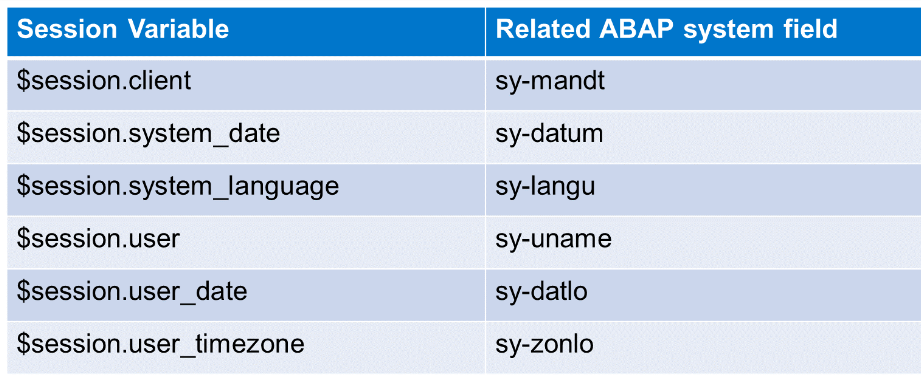 Session Variable Related ABAP system field
$session.client sy-mandt
$session.system_date sy-datum
$session.system_language sy-langu
$session.user sy-uname
$session.user_date sy-datlo
$session.user_timezone sy-zonlo